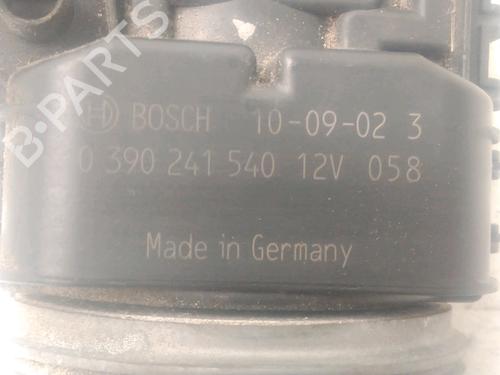 B-PARTS
BOSCH 10-09-02 3
0 390 241 540 12V 058
Made in Germany